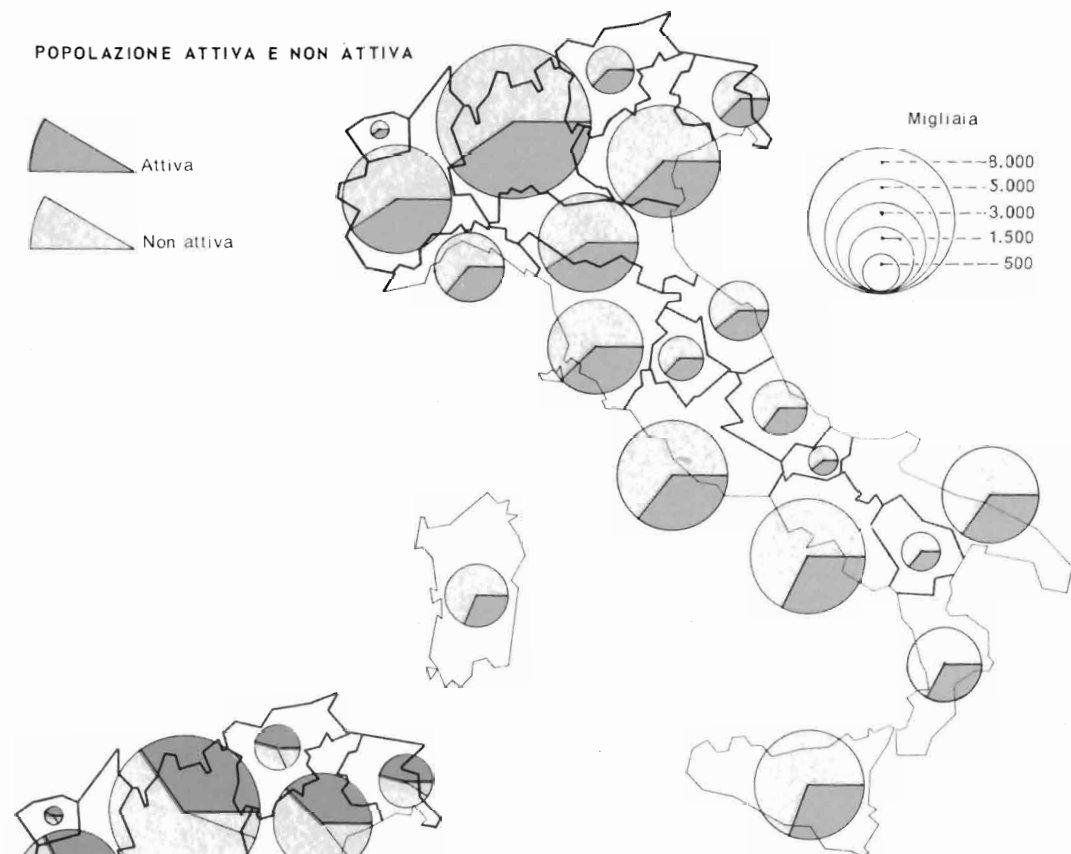 POPOLAZIONE ATTIVA E NON ATTIVA
Attiva
Non attiva
Migliaia
8.000
5.000
3.000
1.500
500